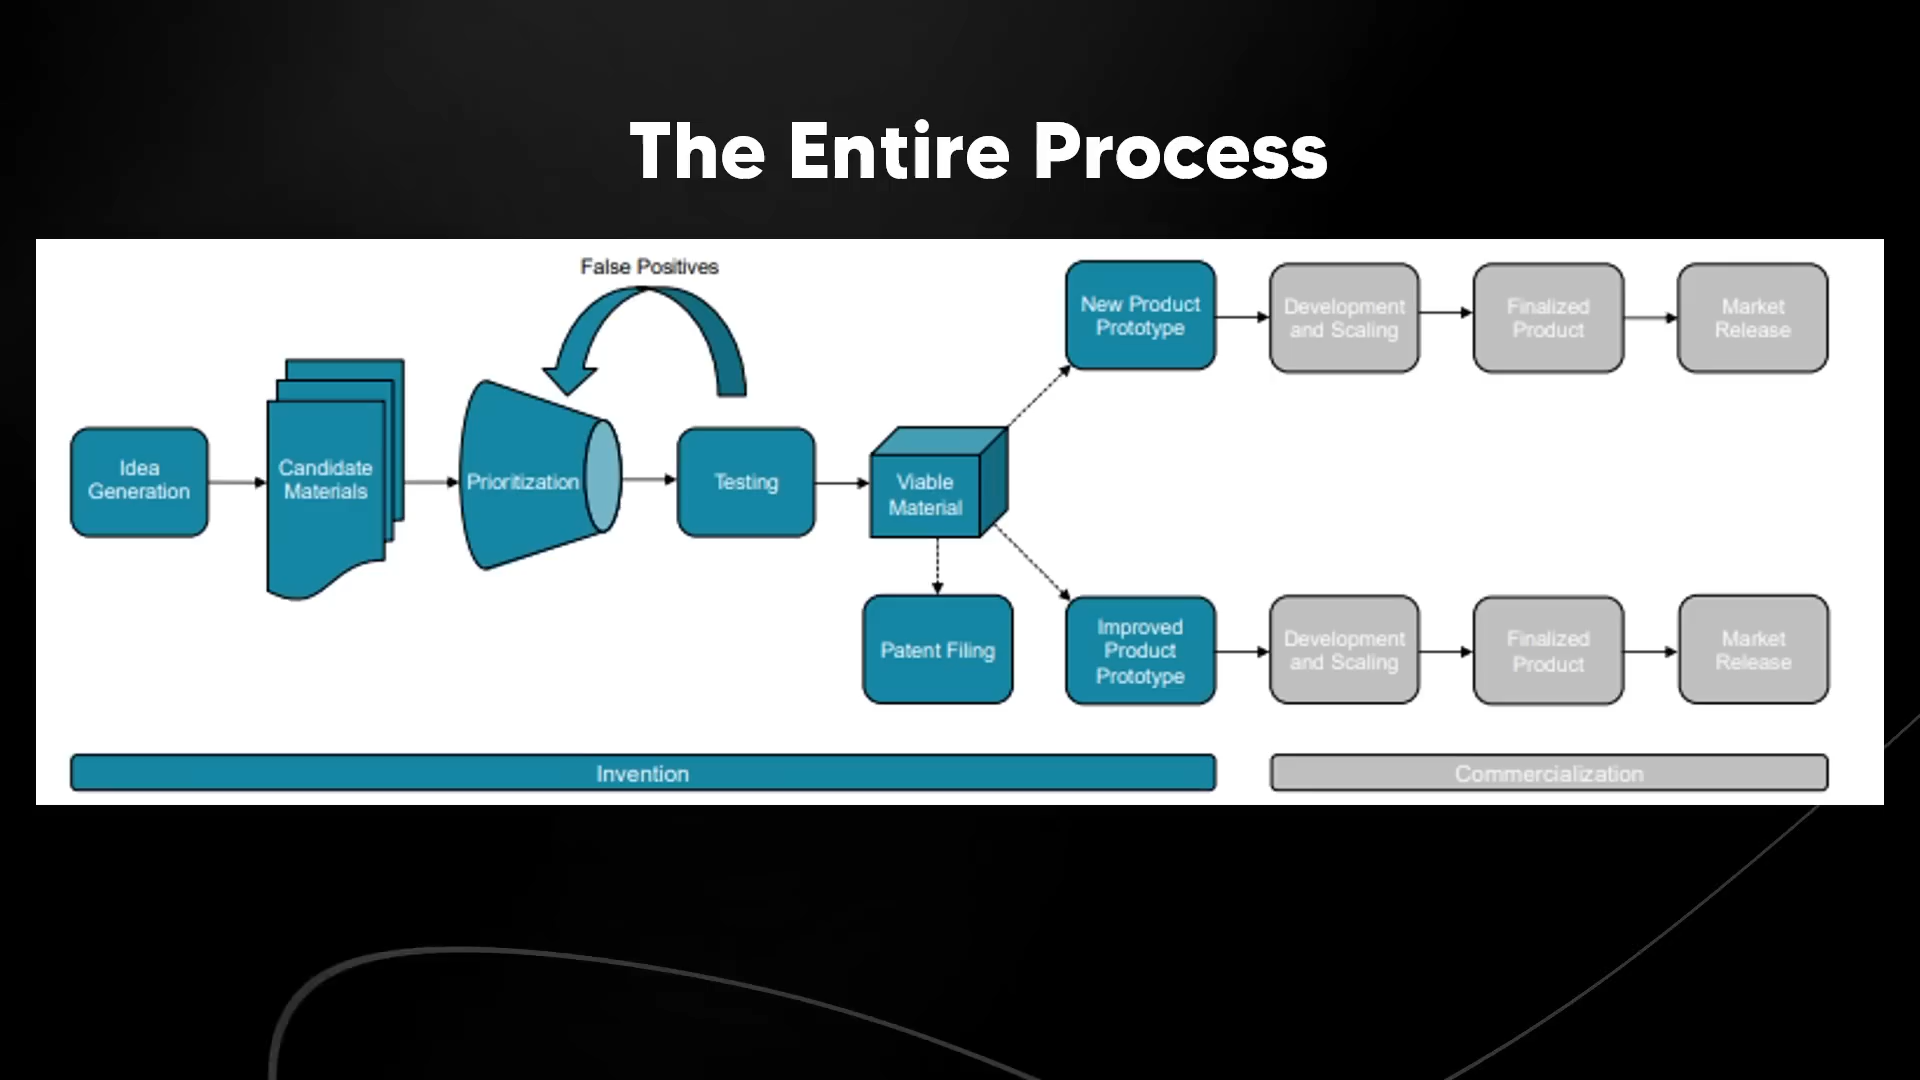 The Entire Process
False Positives
Idea
Generation
Candidate
Materials
Prioritization
Testing
Viable
Material
Patent Filing
New Product
Prototype
Development
and Scaling
Finalized
Product
Market
Release
Improved
Product
Prototype
Development
and Scaling
Finalized
Product
Market
Release
Invention
Commercialization